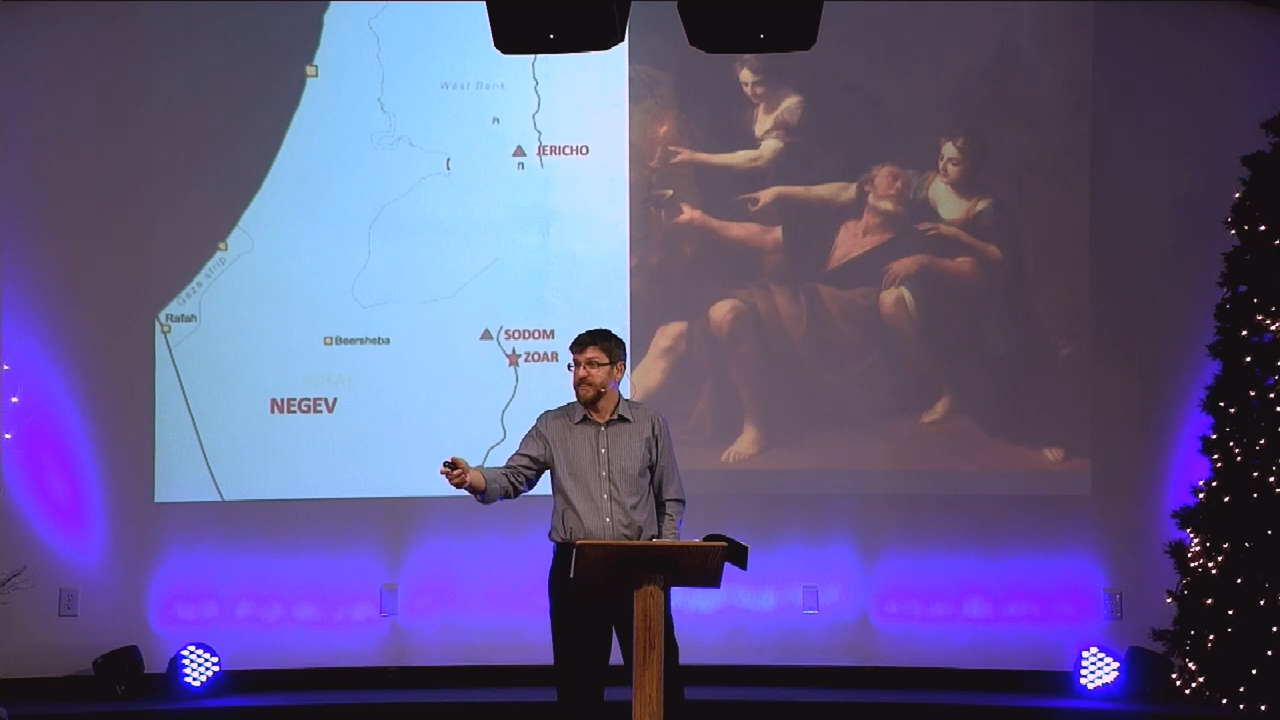 West Bank
JERICHO
Gaza strip
Rafah
SODOM
Beersheba
ZOAR
NEGEV